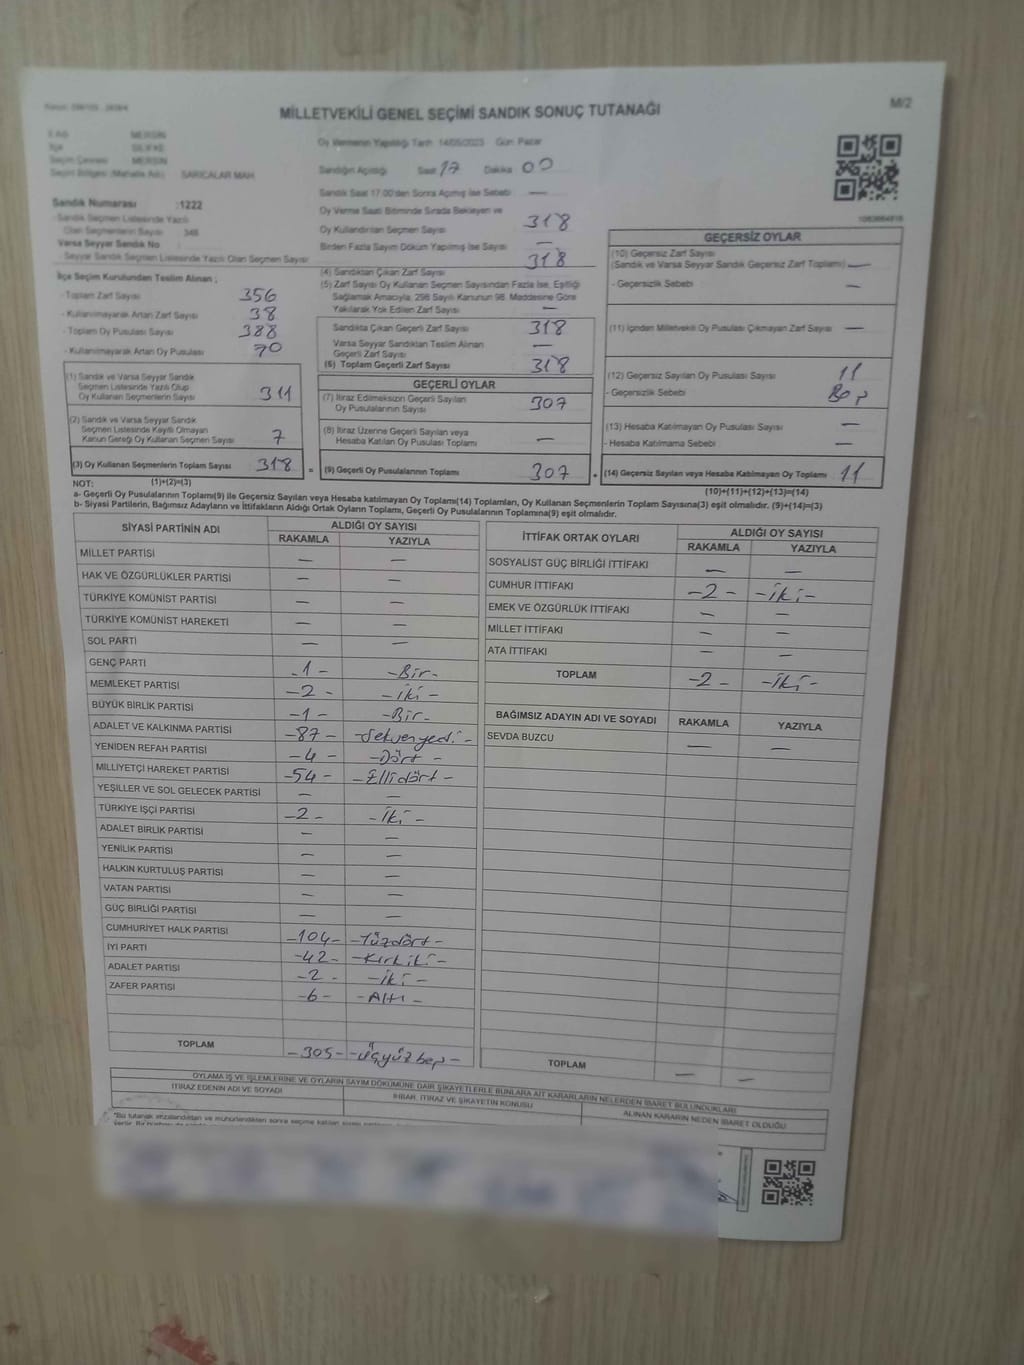 MİLLETVEKİLİ GENEL SEÇİMİ SANDIK SONUÇ TUTANAĞI
M/2
İli MERSİN
İlçe SİLİFKE
Seçim Çevresi MERSİN
Seçim Bölgesi (Mahalle Adı) SARICALAR MAH
Sandık Numarası :1222
Sandık Seçmen Listesinde Yazılı
Olan Seçmenlerin Sayısı : 346
Varsa Seyyar Sandık No :
Seyyar Sandık Seçmen Listesinde Yazılı Olan Seçmen Sayısı
Oy Vermenin Yapıldığı Tarih 14/05/2023 Gün: Pazar
Sandığın Açıldığı Saat 17 Dakika 00
Sandık Saat 17.00'den Sonra Açılmış İse Sebebi —
Oy Verme Saati Bitiminde Sırada Bekleyen ve
Oy Kullandırılan Seçmen Sayısı 318
Birden Fazla Sayım Döküm Yapılmış İse Sayısı —
İlçe Seçim Kurulundan Teslim Alınan ;
- Toplam Zarf Sayısı 356
- Kullanılmayarak Artan Zarf Sayısı 38
- Toplam Oy Pusulası Sayısı 388
- Kullanılmayarak Artan Oy Pusulası 70
(4) Sandıktan Çıkan Zarf Sayısı 318
(5) Zarf Sayısı Oy Kullanan Seçmen Sayısından Fazla İse, Eşitliği
Sağlamak Amacıyla, 298 Sayılı Kanunun 98. Maddesine Göre
Yakılarak Yok Edilen Zarf Sayısı —
Sandıkta Çıkan Geçerli Zarf Sayısı 318
Varsa Seyyar Sandıktan Teslim Alınan
Geçerli Zarf Sayısı —
(6) Toplam Geçerli Zarf Sayısı 318
GEÇERSİZ OYLAR
(10) Geçersiz Zarf Sayısı
(Sandık ve Varsa Seyyar Sandık Geçersiz Zarf Toplamı) —
- Geçersizlik Sebebi —
(11) İçinden Milletvekili Oy Pusulası Çıkmayan Zarf Sayısı —
(12) Geçersiz Sayılan Oy Pusulası Sayısı 11
- Geçersizlik Sebebi Boş
(13) Hesaba Katılmayan Oy Pusulası Sayısı —
- Hesaba Katılmama Sebebi —
(14) Geçersiz Sayılan veya Hesaba Katılmayan Oy Toplamı 11
(10)+(11)+(12)+(13)=(14)
(1) Sandık ve Varsa Seyyar Sandık
Seçmen Listesinde Yazılı Olup
Oy Kullanan Seçmenlerin Sayısı 311
(2) Sandık ve Varsa Seyyar Sandık
Seçmen Listesinde Kayıtlı Olmayan
Kanun Gereği Oy Kullanan Seçmen Sayısı 7
(3) Oy Kullanan Seçmenlerin Toplam Sayısı 318
(1)+(2)=(3)
GEÇERLİ OYLAR
(7) İtiraz Edilmeksizin Geçerli Sayılan
Oy Pusulalarının Sayısı 307
(8) İtiraz Üzerine Geçerli Sayılan veya
Hesaba Katılan Oy Pusulası Toplamı —
(9) Geçerli Oy Pusulalarının Toplamı 307
NOT:
a- Geçerli Oy Pusulalarının Toplamı(9) ile Geçersiz Sayılan veya Hesaba katılmayan Oy Toplamı(14) Toplamları, Oy Kullanan Seçmenlerin Toplam Sayısına(3) eşit olmalıdır. (9)+(14)=(3)
b- Siyasi Partilerin, Bağımsız Adayların ve İttifakların Aldığı Ortak Oyların Toplamı, Geçerli Oy Pusulalarının Toplamına(9) eşit olmalıdır.
SİYASİ PARTİNİN ADI ALDIĞI OY SAYISI
RAKAMLA YAZIYLA
MİLLET PARTİSİ — —
HAK VE ÖZGÜRLÜKLER PARTİSİ — —
TÜRKİYE KOMÜNİST PARTİSİ — —
TÜRKİYE KOMÜNİST HAREKETİ — —
SOL PARTİ — —
GENÇ PARTİ -1- -Bir-
MEMLEKET PARTİSİ -2- -İki-
BÜYÜK BİRLİK PARTİSİ -1- -Bir-
ADALET VE KALKINMA PARTİSİ -87- -Seksenyedi-
YENİDEN REFAH PARTİSİ -4- -Dört-
MİLLİYETÇİ HAREKET PARTİSİ -54- -Ellidört-
YEŞİLLER VE SOL GELECEK PARTİSİ — —
TÜRKİYE İŞÇİ PARTİSİ -2- -İki-
ADALET BİRLİK PARTİSİ — —
YENİLİK PARTİSİ — —
HALKIN KURTULUŞ PARTİSİ — —
VATAN PARTİSİ — —
GÜÇ BİRLİĞİ PARTİSİ — —
CUMHURİYET HALK PARTİSİ -104- -Yüzdört-
İYİ PARTİ -42- -Kırkiki-
ADALET PARTİSİ -2- -İki-
ZAFER PARTİSİ -6- -Altı-
TOPLAM -305- -Üçyüzbeş-
İTTİFAK ORTAK OYLARI ALDIĞI OY SAYISI
RAKAMLA YAZIYLA
SOSYALİST GÜÇ BİRLİĞİ İTTİFAKI — —
CUMHUR İTTİFAKI -2- -İki-
EMEK VE ÖZGÜRLÜK İTTİFAKI — —
MİLLET İTTİFAKI — —
ATA İTTİFAKI — —
TOPLAM -2- -İki-
BAĞIMSIZ ADAYIN ADI VE SOYADI RAKAMLA YAZIYLA
SEVDA BUZCU — —
TOPLAM — —
OYLAMA İŞ VE İŞLEMLERİNE VE OYLARIN SAYIM DÖKÜMÜNE DAİR ŞİKAYETLERLE BUNLARA AİT KARARLARIN NELERDEN İBARET BULUNDUKLARI
İTİRAZ EDENİN ADI VE SOYADI
İHBAR, İTİRAZ VE ŞİKAYETİN KONUSU
ALINAN KARARIN NEDEN İBARET OLDUĞU